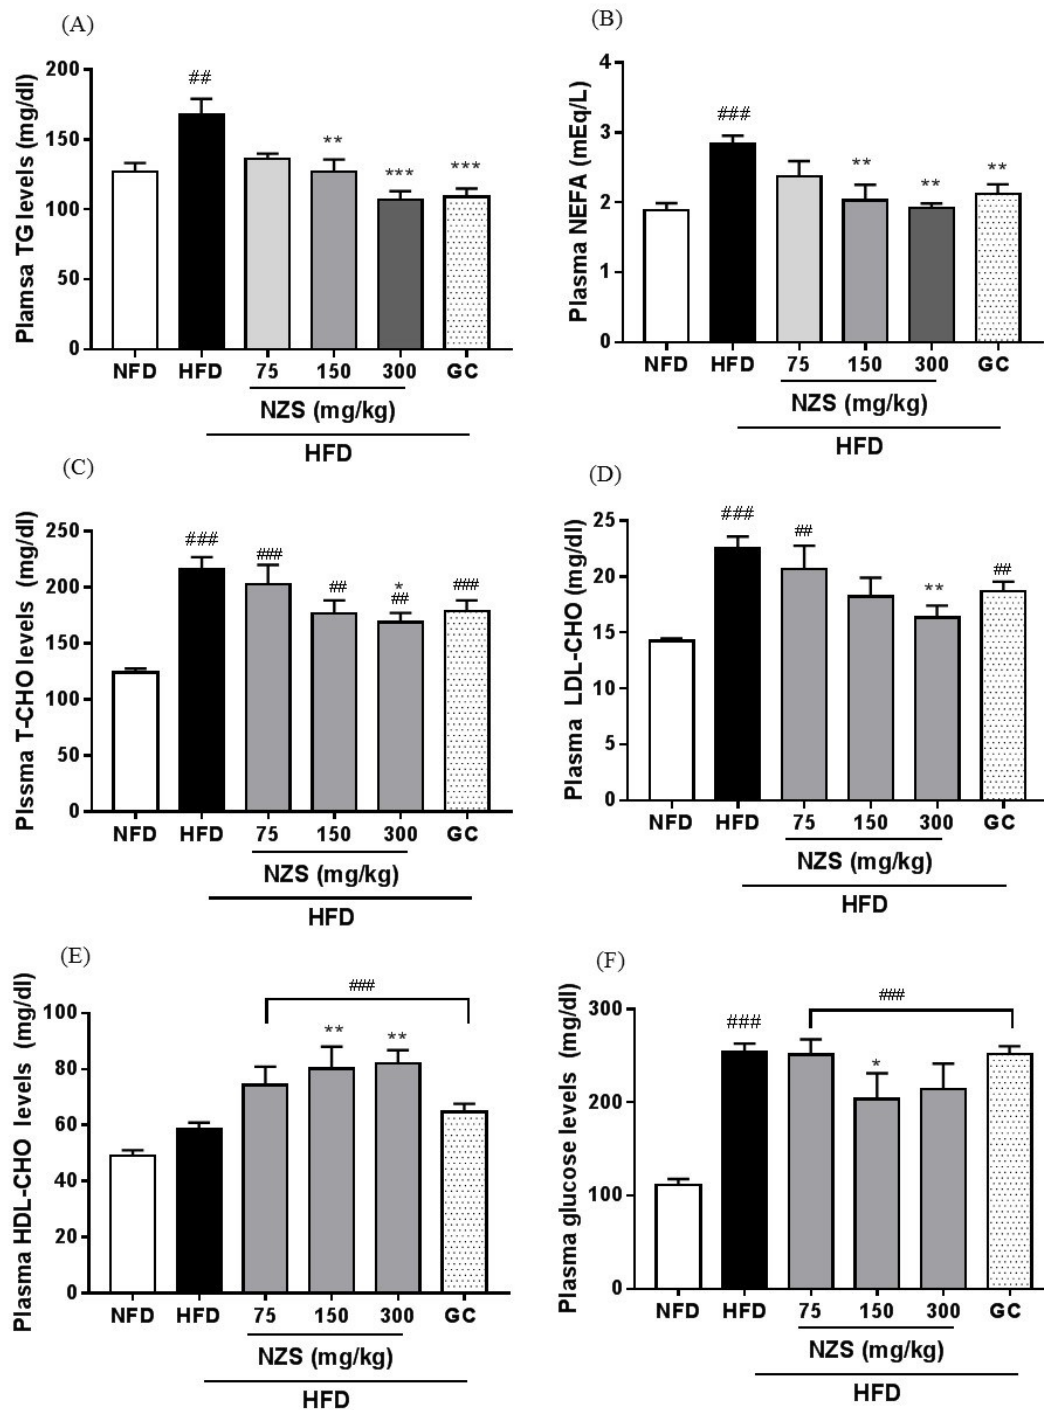 (A)
Plamsa TG levels (mg/dl)
200
150
100
50
0
##
**
***
***
NFD HFD 75 150 300 GC
NZS (mg/kg)
HFD
(B)
Plasma NEFA (mEq/L)
4
3
2
1
0
###
**
**
**
NFD HFD 75 150 300 GC
NZS (mg/kg)
HFD
(C)
Plssma T-CHO levels (mg/dl)
250
200
150
100
50
0
###
###
##
*
##
###
NFD HFD 75 150 300 GC
NZS (mg/kg)
HFD
(D)
Plasma LDL-CHO (mg/dl)
25
20
15
10
5
0
###
##
**
##
NFD HFD 75 150 300 GC
NZS (mg/kg)
HFD
(E)
Plasma HDL-CHO levels (mg/dl)
100
80
60
40
20
0
###
**
**
NFD HFD 75 150 300 GC
NZS (mg/kg)
HFD
(F)
Plasma glucose levels (mg/dl)
300
200
100
0
###
###
*
NFD HFD 75 150 300 GC
NZS (mg/kg)
HFD